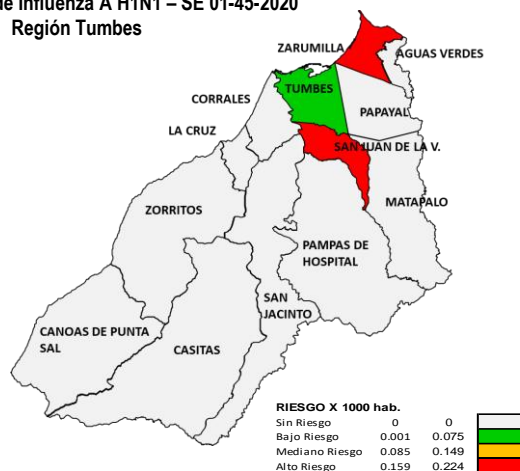 de Influenza A H1N1 – SE 01-45-2020
Región Tumbes
ZARUMILLA
AGUAS VERDES
TUMBES
CORRALES
PAPAYAL
LA CRUZ
SAN JUAN DE LA V.
MATAPALO
ZORRITOS
PAMPAS DE
HOSPITAL
SAN
JACINTO
CANOAS DE PUNTA
SAL
CASITAS
RIESGO X 1000 hab.
Sin Riesgo 0 0
Bajo Riesgo 0.001 0.075
Mediano Riesgo 0.085 0.149
Alto Riesgo 0.159 0.224